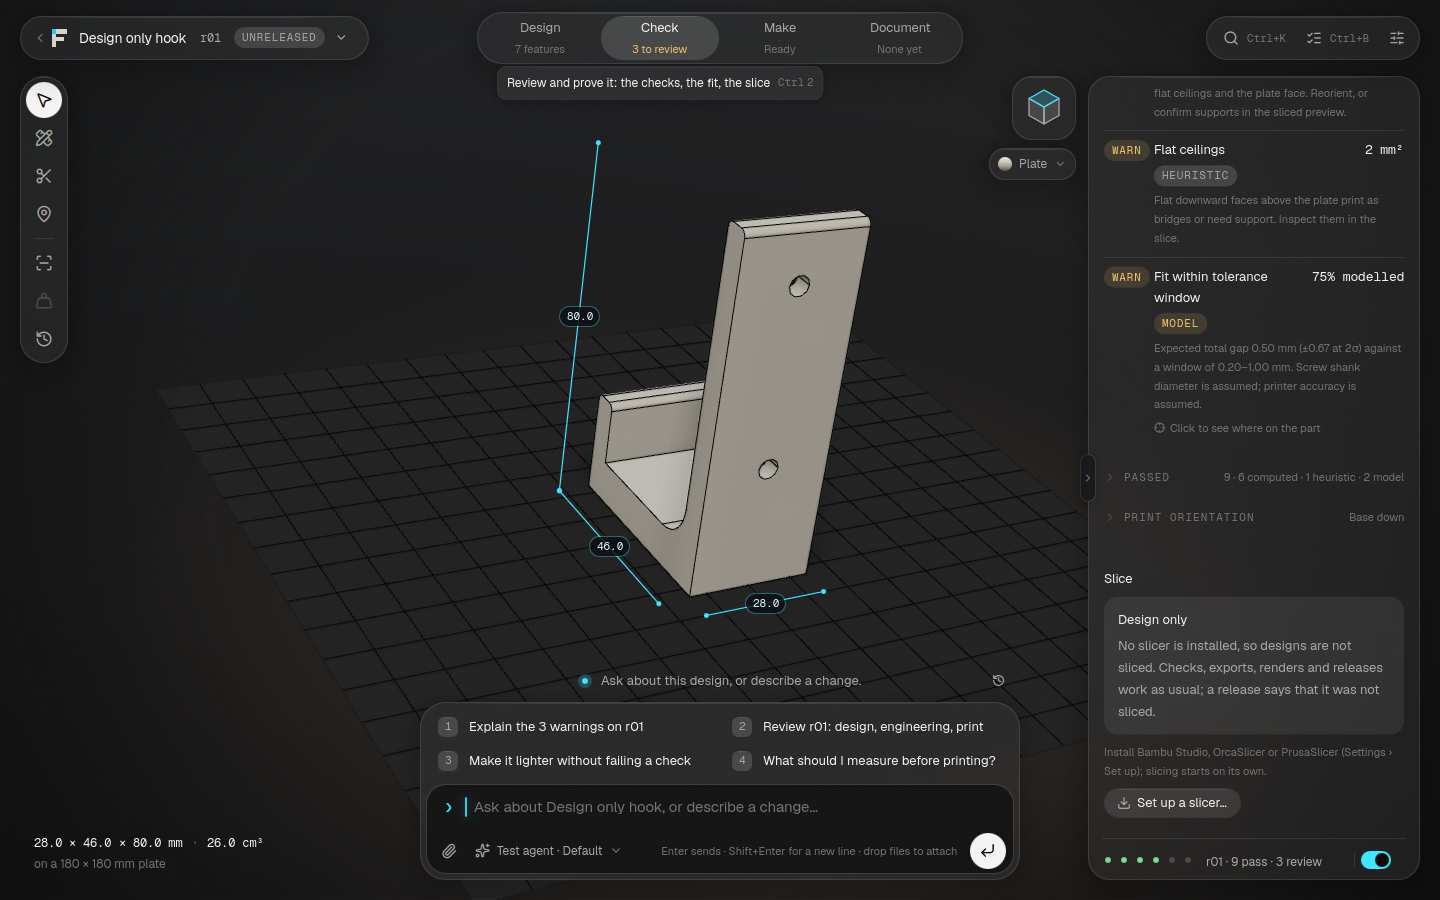 Design only hook r01 UNRELEASED
Design
7 features
Check
3 to review
Make
Ready
Document
None yet
Ctrl+K
Ctrl+B
Review and prove it: the checks, the fit, the slice Ctrl 2
Plate
80.0
46.0
28.0
flat ceilings and the plate face. Reorient, or
confirm supports in the sliced preview.
WARN Flat ceilings 2 mm²
HEURISTIC
Flat downward faces above the plate print as
bridges or need support. Inspect them in the
slice.
WARN Fit within tolerance 75% modelled
window
MODEL
Expected total gap 0.50 mm (±0.67 at 2σ) against
a window of 0.20–1.00 mm. Screw shank
diameter is assumed; printer accuracy is
assumed.
Click to see where on the part
PASSED 9 · 6 computed · 1 heuristic · 2 model
PRINT ORIENTATION Base down
Slice
Design only
No slicer is installed, so designs are not
sliced. Checks, exports, renders and releases
work as usual; a release says that it was not
sliced.
Install Bambu Studio, OrcaSlicer or PrusaSlicer (Settings ›
Set up); slicing starts on its own.
Set up a slicer…
r01 · 9 pass · 3 review
Ask about this design, or describe a change.
1 Explain the 3 warnings on r01
2 Review r01: design, engineering, print
3 Make it lighter without failing a check
4 What should I measure before printing?
Ask about Design only hook, or describe a change…
Test agent · Default
Enter sends · Shift+Enter for a new line · drop files to attach
28.0 × 46.0 × 80.0 mm · 26.0 cm³
on a 180 × 180 mm plate